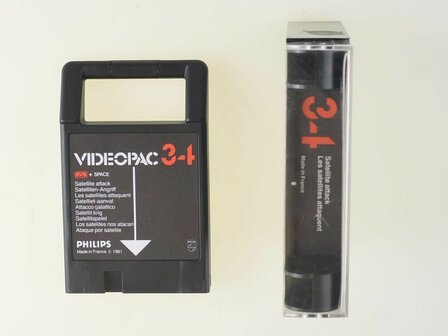 VIDEOPAC 34
+ SPACE
Satellite attack
Satelliten-Angriff
Les satellites attaquent
Satelliet-aanval
Attacco galattico
Satellit krig
Satellitspelet
Los satelites nos atacan
Ataque por satelite
PHILIPS
Made in France © 1981
34
Satellite attack
Les satellites attaquent
Made in France